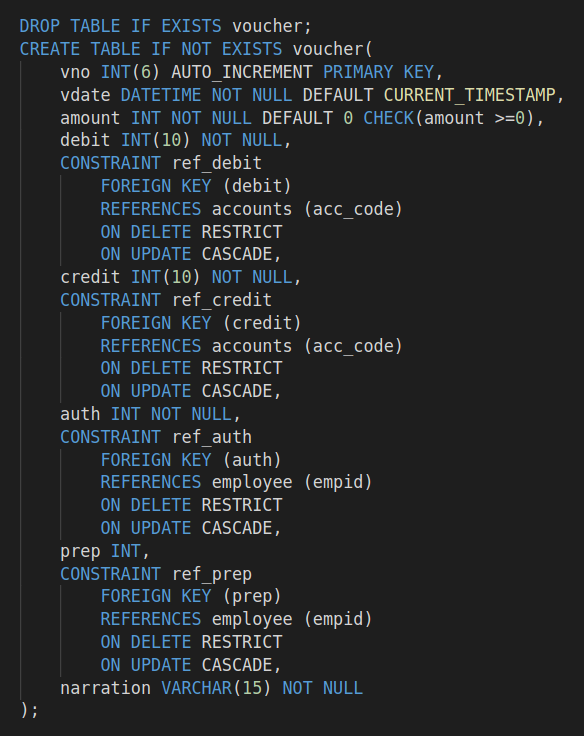 DROP TABLE IF EXISTS voucher;
CREATE TABLE IF NOT EXISTS voucher(
    vno INT(6) AUTO_INCREMENT PRIMARY KEY,
    vdate DATETIME NOT NULL DEFAULT CURRENT_TIMESTAMP,
    amount INT NOT NULL DEFAULT 0 CHECK(amount >=0),
    debit INT(10) NOT NULL,
    CONSTRAINT ref_debit
        FOREIGN KEY (debit)
        REFERENCES accounts (acc_code)
        ON DELETE RESTRICT
        ON UPDATE CASCADE,
    credit INT(10) NOT NULL,
    CONSTRAINT ref_credit
        FOREIGN KEY (credit)
        REFERENCES accounts (acc_code)
        ON DELETE RESTRICT
        ON UPDATE CASCADE,
    auth INT NOT NULL,
    CONSTRAINT ref_auth
        FOREIGN KEY (auth)
        REFERENCES employee (empid)
        ON DELETE RESTRICT
        ON UPDATE CASCADE,
    prep INT,
    CONSTRAINT ref_prep
        FOREIGN KEY (prep)
        REFERENCES employee (empid)
        ON DELETE RESTRICT
        ON UPDATE CASCADE,
    narration VARCHAR(15) NOT NULL
);